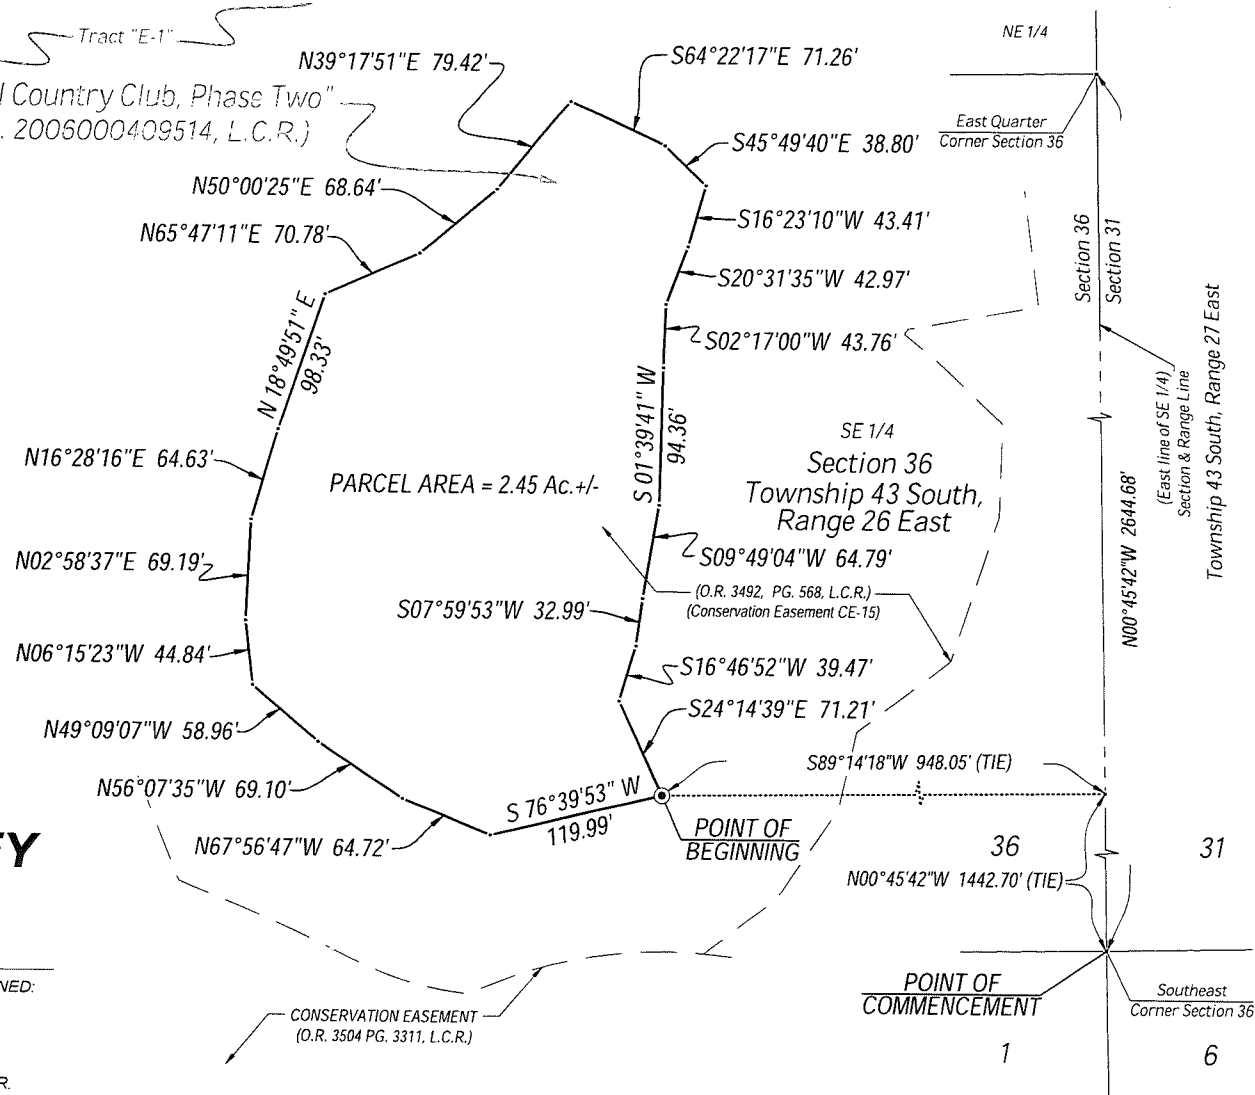 Tract "E-1"
NE 1/4
N39°17'51"E 79.42'
S64°22'17"E 71.26'
Country Club, Phase Two"
. 2006000409514, L.C.R.)
East Quarter
Corner Section 36
S45°49'40"E 38.80'
N50°00'25"E 68.64'
S16°23'10"W 43.41'
N65°47'11"E 70.78'
S20°31'35"W 42.97'
Section 36
Section 31
S02°17'00"W 43.76'
N 18°49'51" E
98.33'
S 01°39'41" W
94.36'
(East line of SE 1/4)
Section & Range Line
Township 43 South, Range 27 East
N00°45'42"W 2644.68'
SE 1/4
Section 36
Township 43 South,
Range 26 East
N16°28'16"E 64.63'
PARCEL AREA = 2.45 Ac.+/-
N02°58'37"E 69.19'
S09°49'04"W 64.79'
(O.R. 3492, PG. 568, L.C.R.)
(Conservation Easement CE-15)
S07°59'53"W 32.99'
N06°15'23"W 44.84'
S16°46'52"W 39.47'
S24°14'39"E 71.21'
N49°09'07"W 58.96'
S89°14'18"W 948.05' (TIE)
N56°07'35"W 69.10'
S 76°39'53" W
119.99'
POINT OF
BEGINNING
N67°56'47"W 64.72'
36
31
EY
N00°45'42"W 1442.70' (TIE)
NED:
POINT OF
COMMENCEMENT
Southeast
Corner Section 36
CONSERVATION EASEMENT
(O.R. 3504 PG. 3311, L.C.R.)
1
6
R.